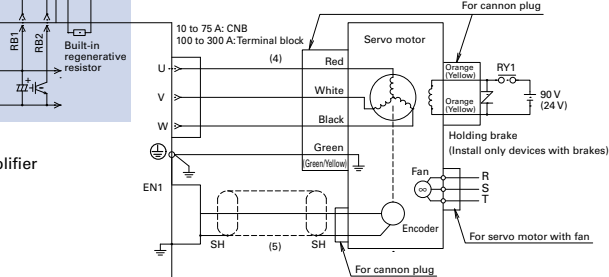 For cannon plug
10 to 75 A: CNB
100 to 300 A: Terminal block
RB1
RB2
Built-in
regenerative
resistor
Servo motor
(4)
Orange
(Yellow)
RY1
U
Red
V
White
Orange
(Yellow)
90 V
(24 V)
W
Black
Holding brake
(Install only devices with brakes)
Green
(Green/Yellow)
plifier
Fan
R
S
T
EN1
Encoder
For servo motor with fan
SH
(5)
SH
For cannon plug